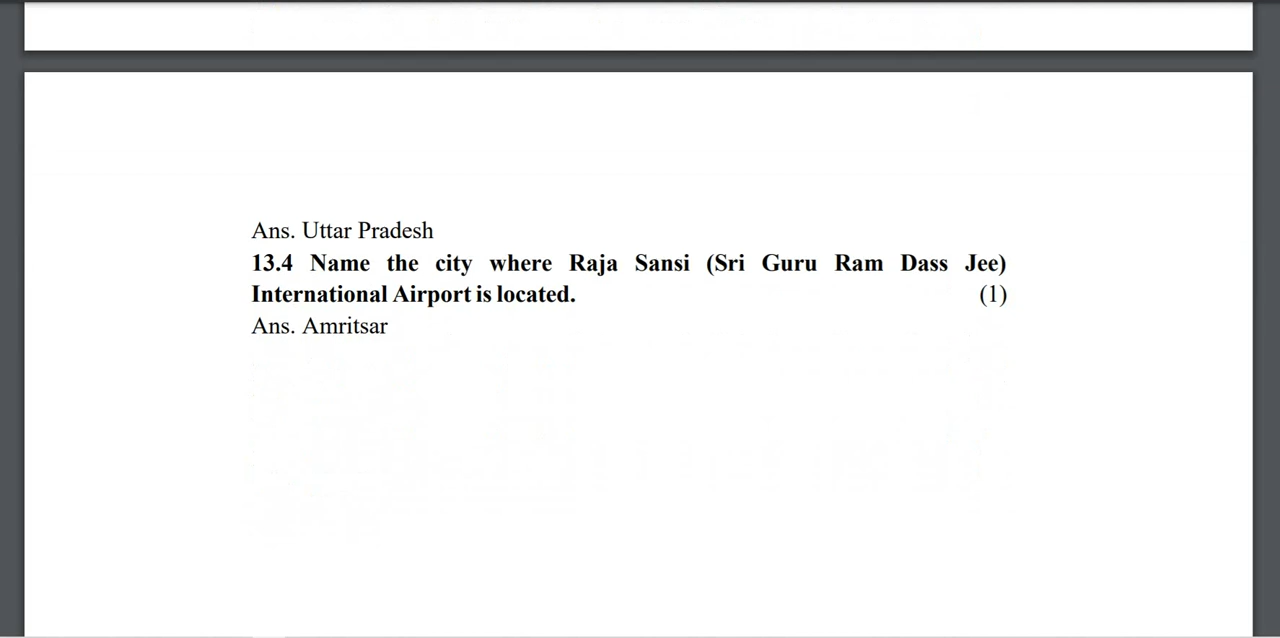 Ans. Uttar Pradesh
13.4 Name the city where Raja Sansi (Sri Guru Ram Dass Jee)
International Airport is located. (1)
Ans. Amritsar